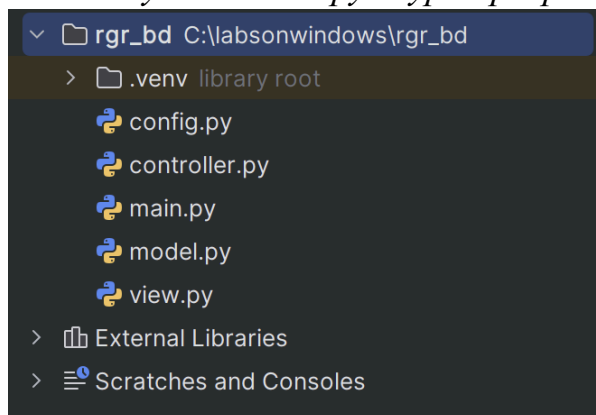 rgr_bd C:\labsonwindows\rgr_bd
.venv library root
config.py
controller.py
main.py
model.py
view.py
External Libraries
Scratches and Consoles